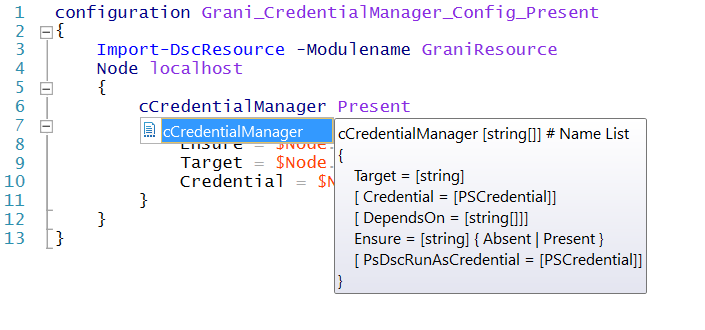 1 configuration Grani_CredentialManager_Config_Present
2 {
3 Import-DscResource -Modulename GraniResource
4 Node localhost
5 {
6 cCredentialManager Present
7 cCredentialManager
8 Ensure = $Node.
9 Target = $Node.
10 Credential = $N
11 }
12 }
13 }
cCredentialManager [string[]] # Name List
{
Target = [string]
[ Credential = [PSCredential]]
[ DependsOn = [string[]]]
Ensure = [string] { Absent | Present }
[ PsDscRunAsCredential = [PSCredential]]
}